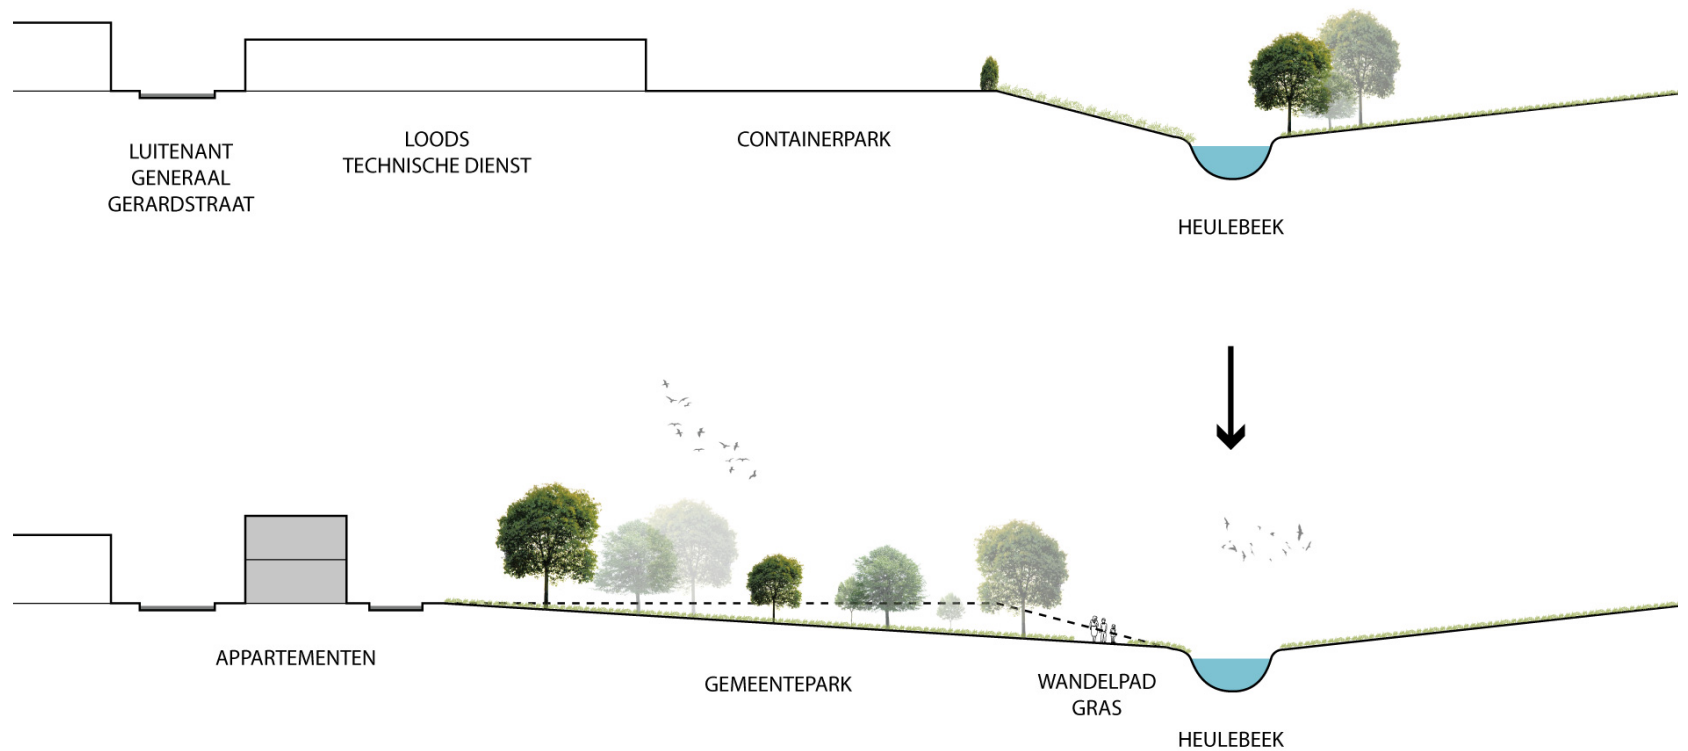 LUITENANT
GENERAAL
GERARDSTRAAT
LOODS
TECHNISCHE DIENST
CONTAINERPARK
HEULEBEEK
APPARTEMENTEN
GEMEENTEPARK
WANDELPAD
GRAS
HEULEBEEK